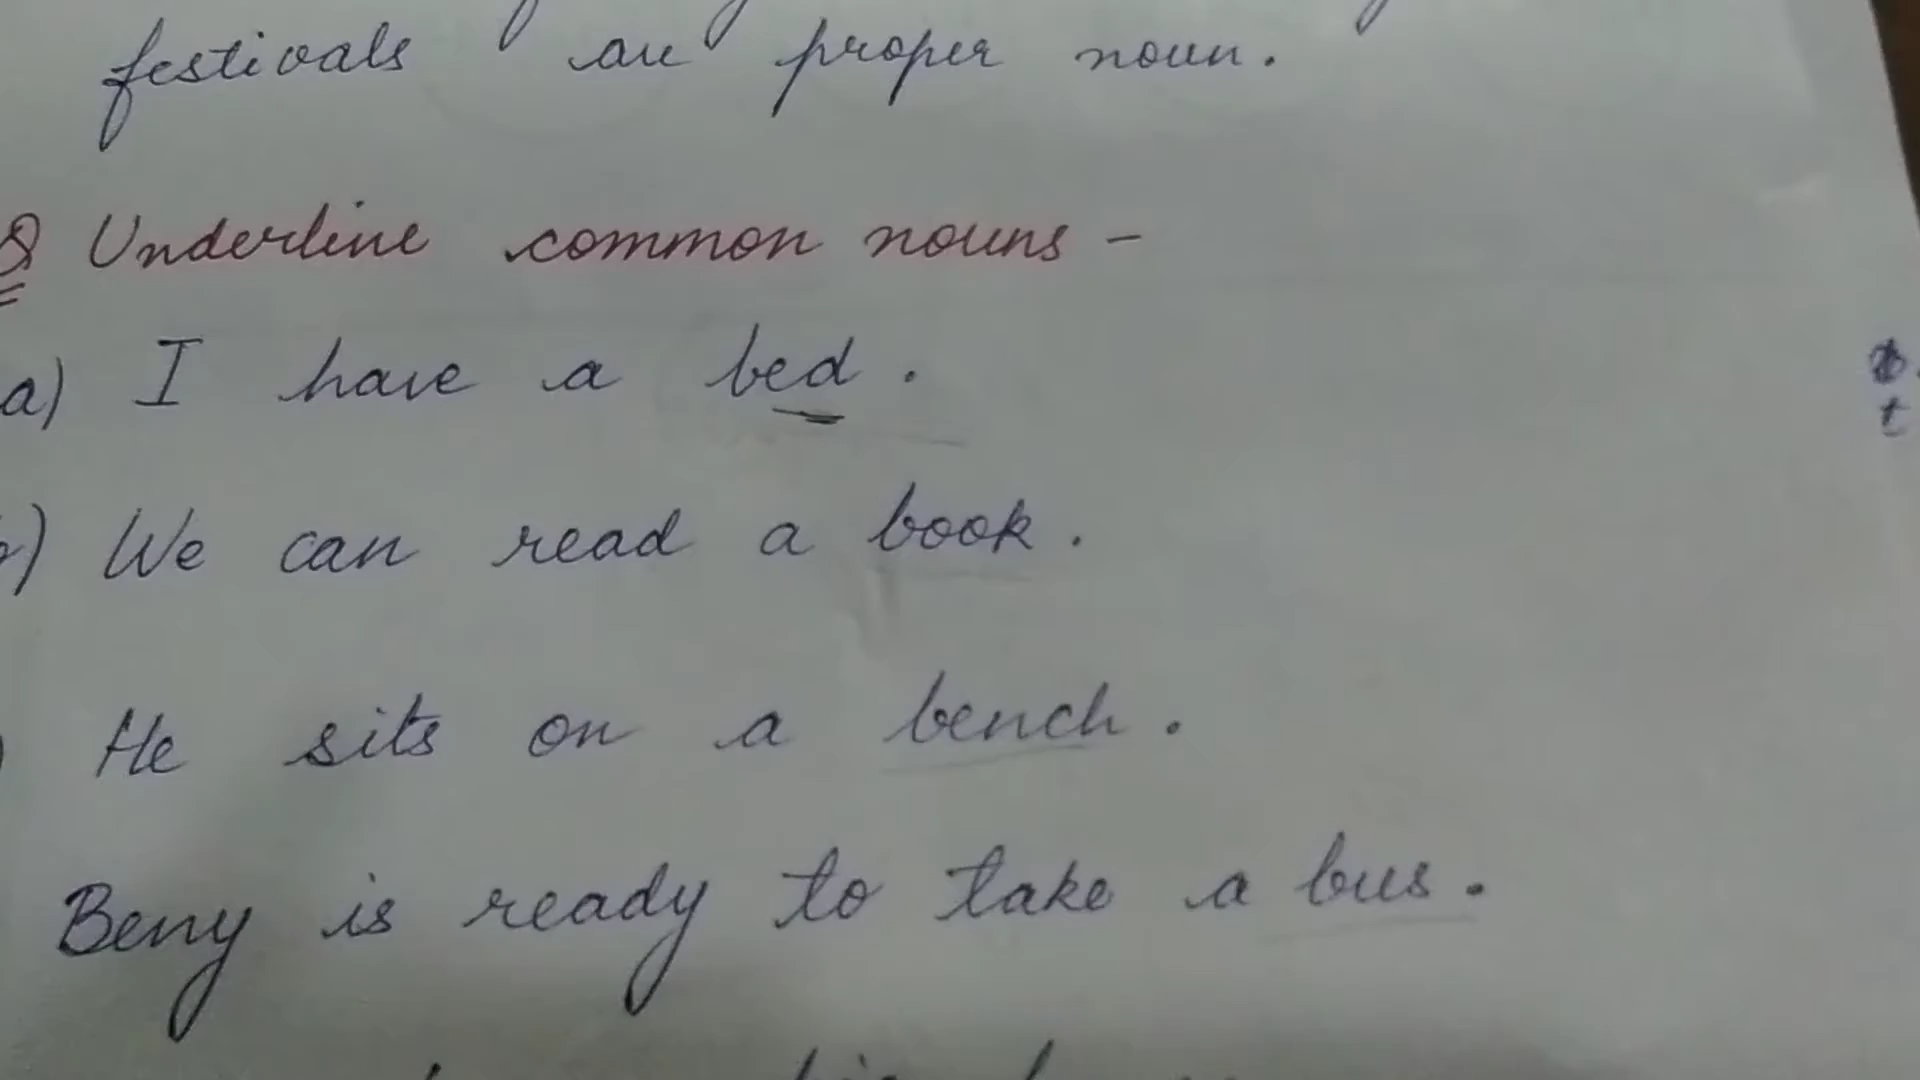 festivals are proper noun.
Q Underline common nouns -
a) I have a bed.
) We can read a book.
) He sits on a bench.
Beny is ready to take a bus.